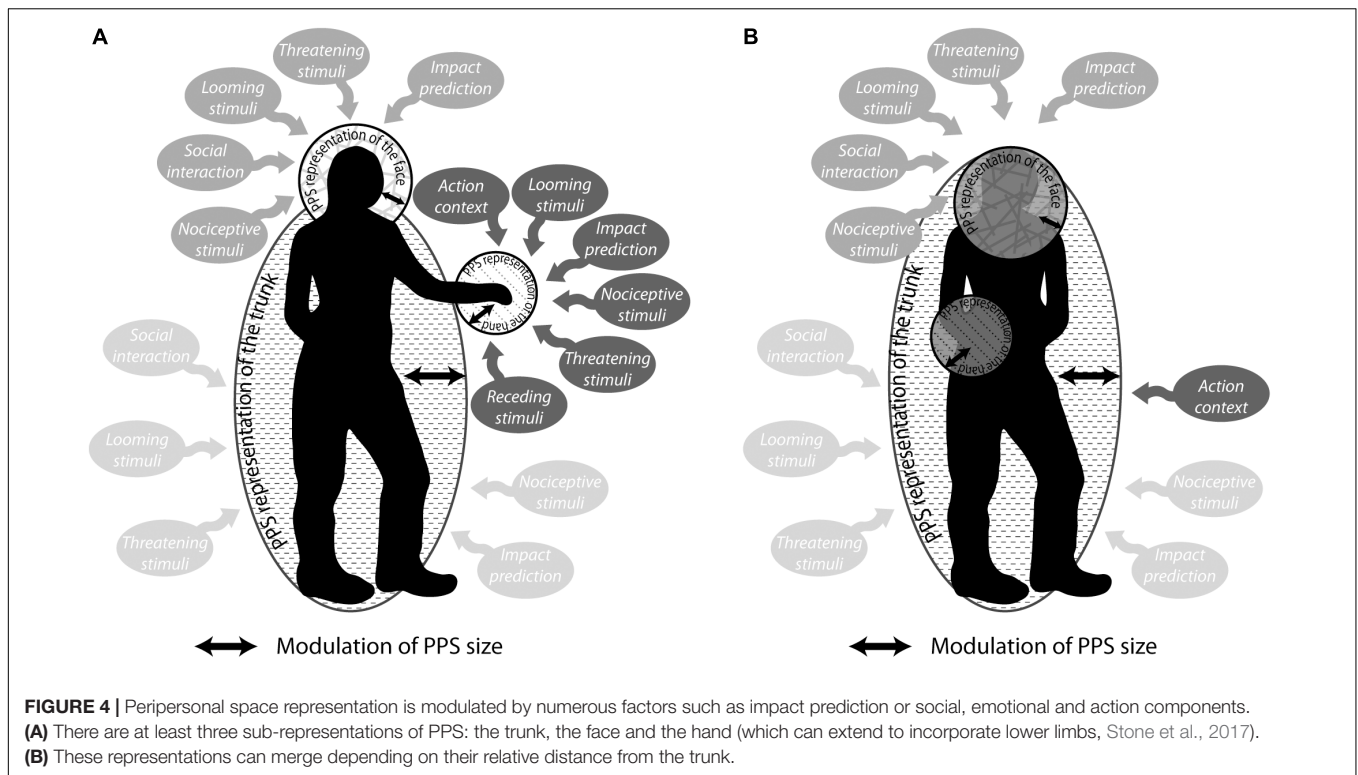 A
Threatening
stimuli
Impact
prediction
Looming
stimuli
Social
interaction
Nociceptive
stimuli
PPS representation of the face
Action
context
Looming
stimuli
Impact
prediction
Nociceptive
stimuli
Threatening
stimuli
Receding
stimuli
PPS representation of the hand
PPS representation of the trunk
Social
interaction
Looming
stimuli
Threatening
stimuli
Nociceptive
stimuli
Impact
prediction
Modulation of PPS size
B
Threatening
stimuli
Impact
prediction
Looming
stimuli
Social
interaction
Nociceptive
stimuli
PPS representation of the face
PPS representation of the hand
PPS representation of the trunk
Action
context
Social
interaction
Looming
stimuli
Threatening
stimuli
Nociceptive
stimuli
Impact
prediction
Modulation of PPS size
FIGURE 4 | Peripersonal space representation is modulated by numerous factors such as impact prediction or social, emotional and action components.
(A) There are at least three sub-representations of PPS: the trunk, the face and the hand (which can extend to incorporate lower limbs, Stone et al., 2017).
(B) These representations can merge depending on their relative distance from the trunk.